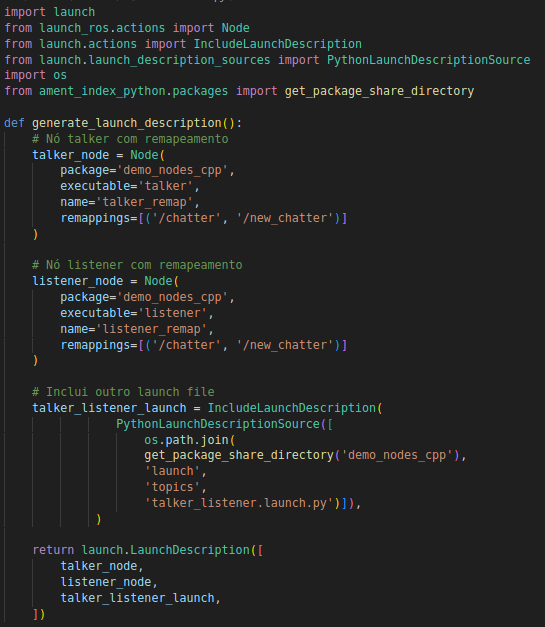 import launch
from launch_ros.actions import Node
from launch.actions import IncludeLaunchDescription
from launch.launch_description_sources import PythonLaunchDescriptionSource
import os
from ament_index_python.packages import get_package_share_directory

def generate_launch_description():
    # Nó talker com remapeamento
    talker_node = Node(
        package='demo_nodes_cpp',
        executable='talker',
        name='talker_remap',
        remappings=[('/chatter', '/new_chatter')]
    )

    # Nó listener com remapeamento
    listener_node = Node(
        package='demo_nodes_cpp',
        executable='listener',
        name='listener_remap',
        remappings=[('/chatter', '/new_chatter')]
    )

    # Inclui outro launch file
    talker_listener_launch = IncludeLaunchDescription(
                PythonLaunchDescriptionSource([
                    os.path.join(
                    get_package_share_directory('demo_nodes_cpp'),
                    'launch',
                    'topics',
                    'talker_listener.launch.py')]),
             )

    return launch.LaunchDescription([
        talker_node,
        listener_node,
        talker_listener_launch,
    ])